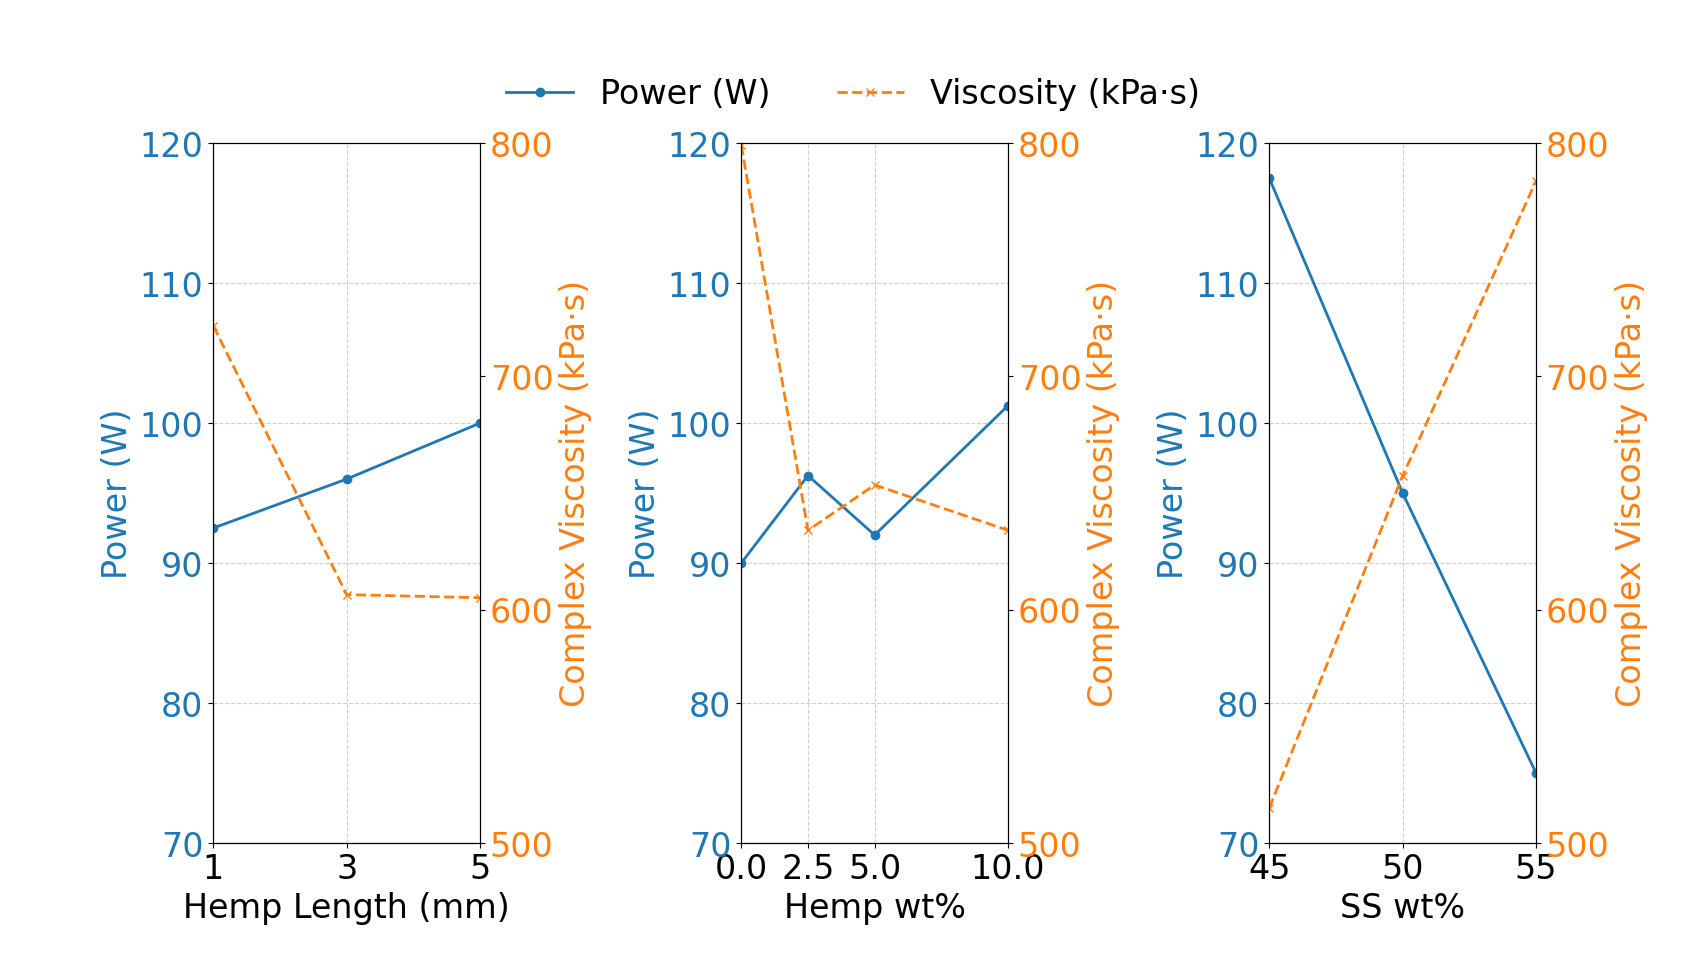 Power (W) Viscosity (kPa·s)
120 800 120 800 120 800
110 110 110
700 700 700
100 100 100
90 90 90
600 600 600
80 80 80
70 500 70 500 70 500
Power (W) Complex Viscosity (kPa·s) Power (W) Complex Viscosity (kPa·s) Power (W) Complex Viscosity (kPa·s)
1 3 5 0.0 2.5 5.0 10.0 45 50 55
Hemp Length (mm) Hemp wt% SS wt%